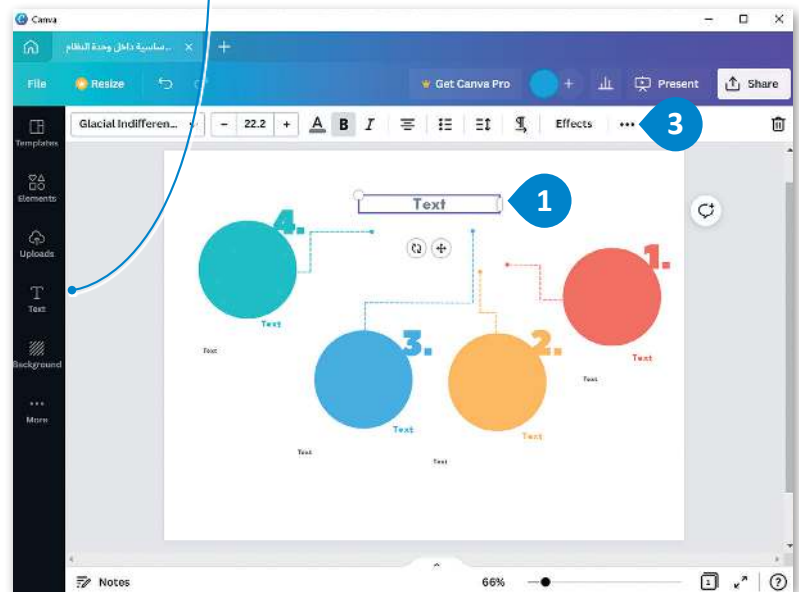 Canva
ساسية داخل وحدة النظام...
File
Resize
Get Canva Pro
Present
Share
Glacial Indifferen...
- 22.2 +
A B I
Effects
...
3
Templates
Elements
Uploads
Text
Background
More
Text
1
4.
1.
Text
Text
3.
2.
Text
Text
Text
Text
Text
Text
Notes
66%
1
?